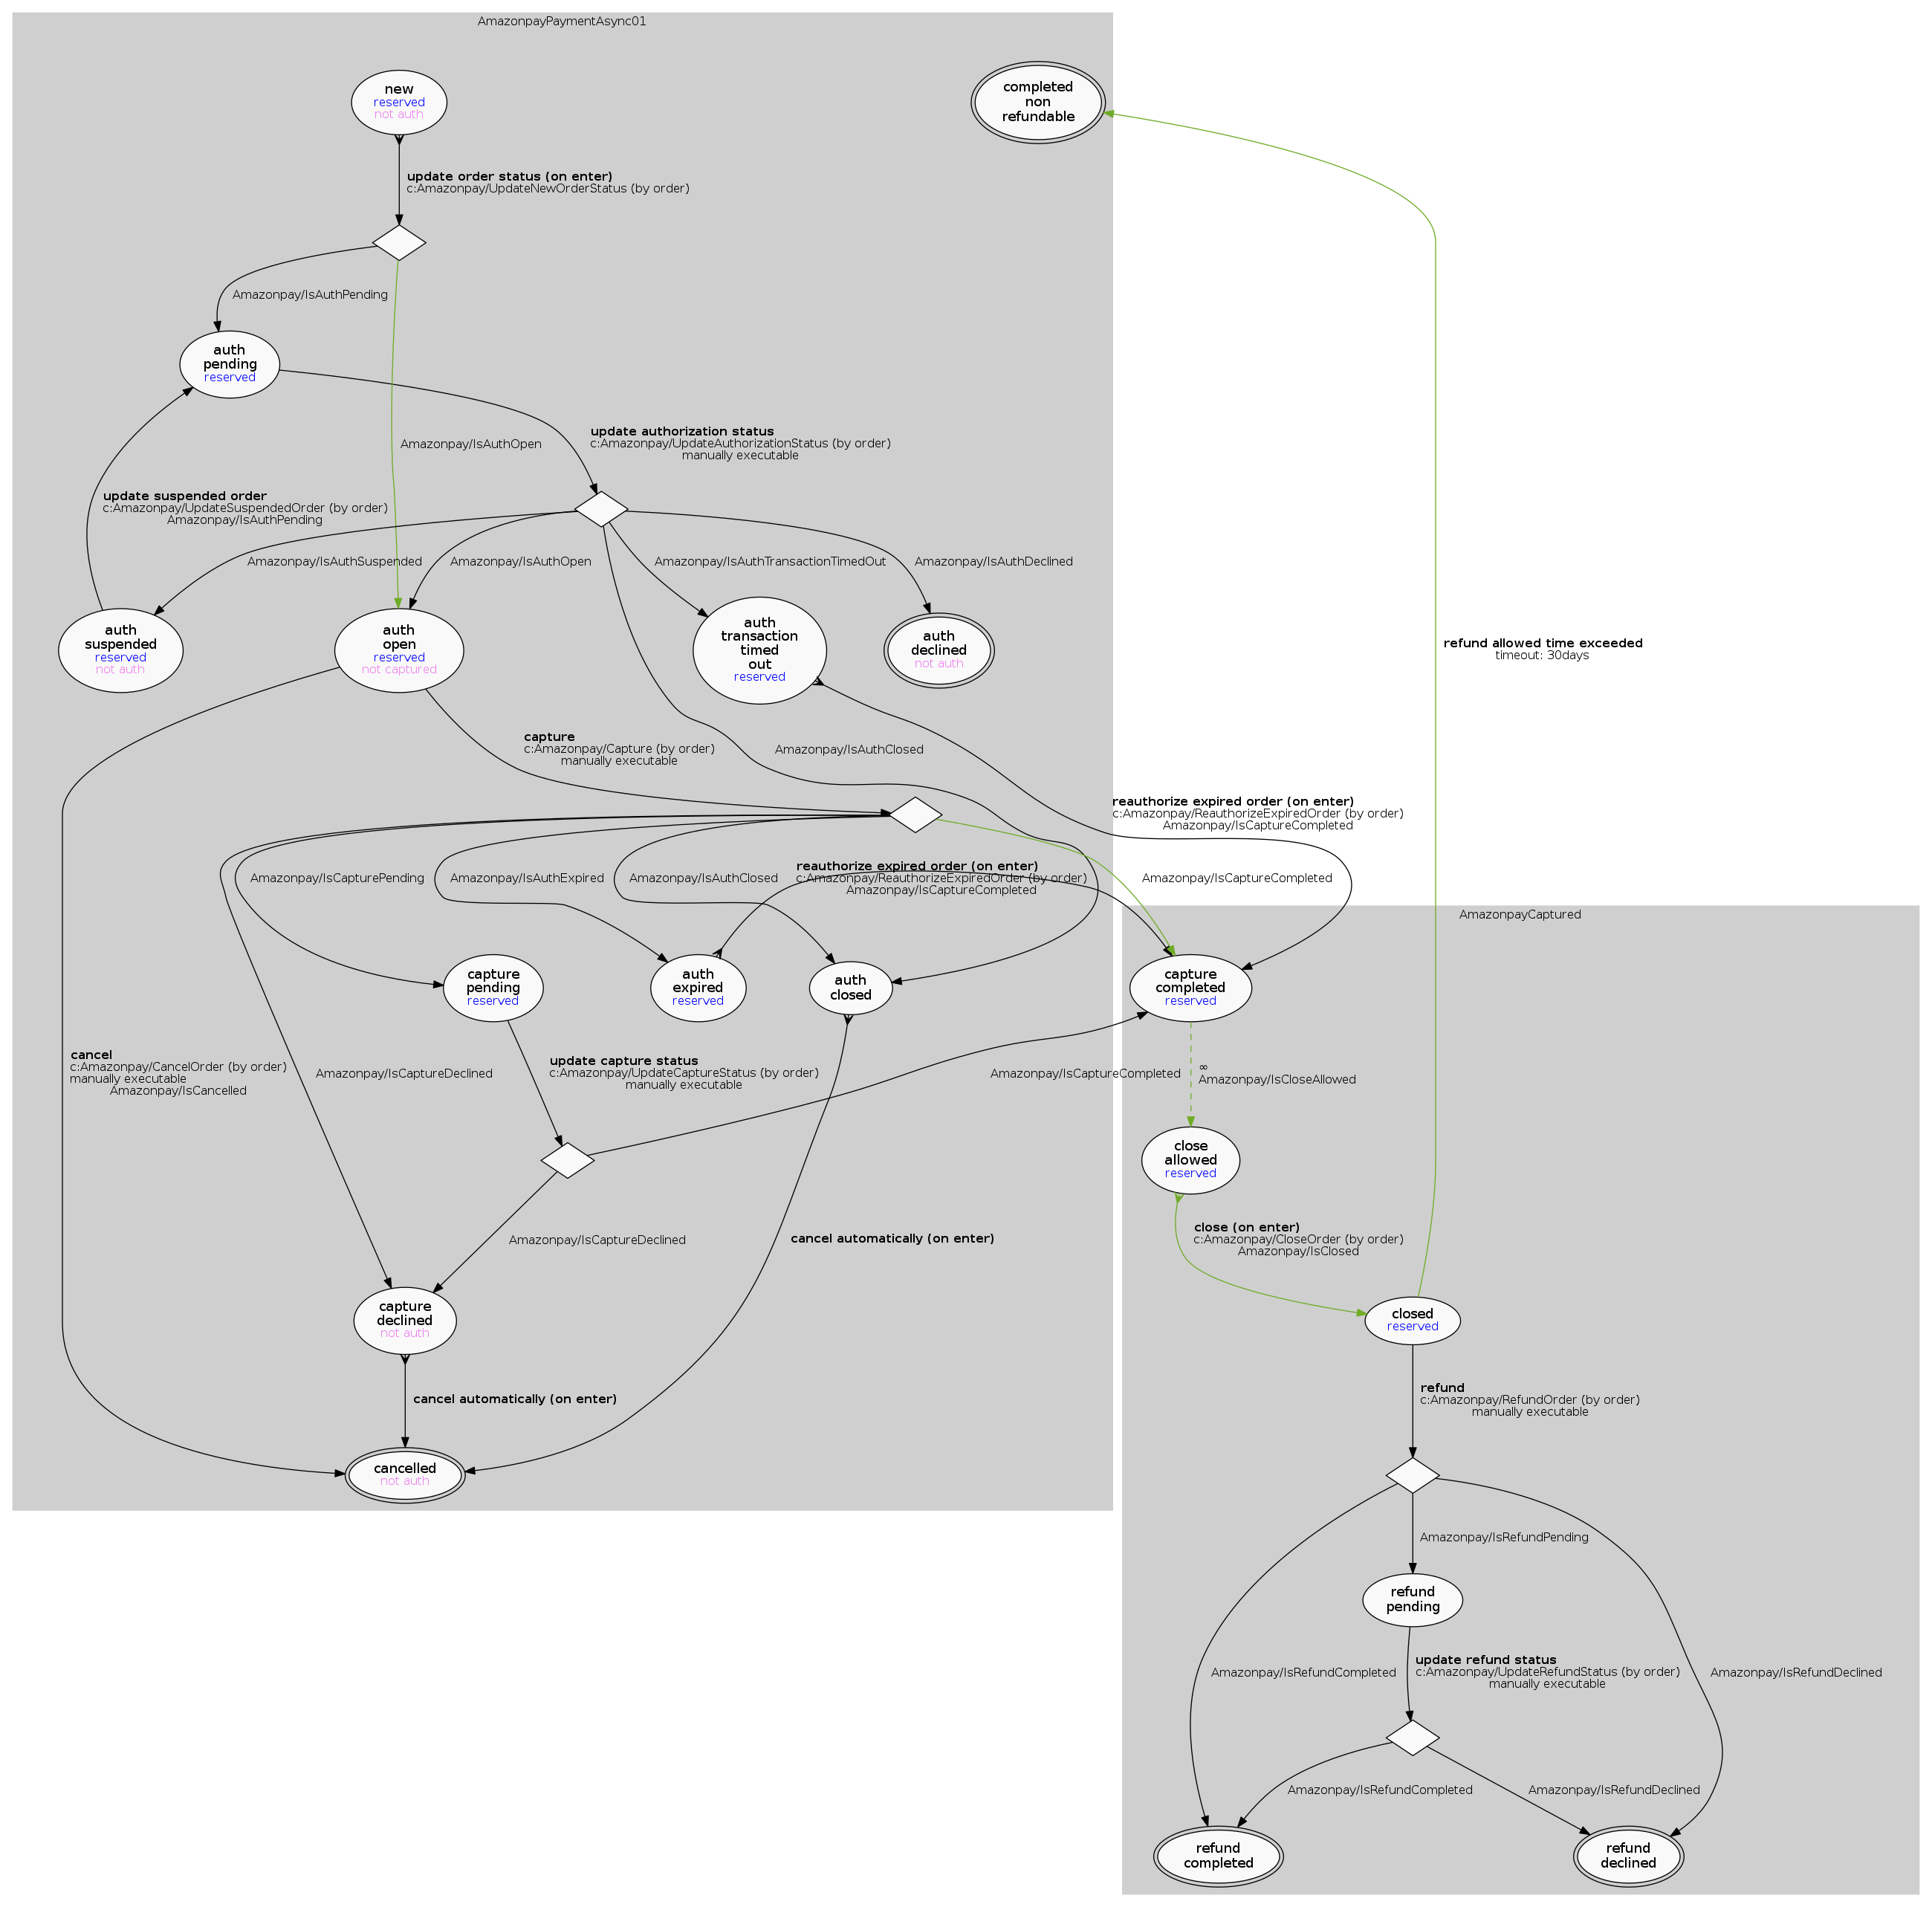 AmazonpayPaymentAsync01
new
reserved
not auth
completed
non
refundable
update order status (on enter)
c:Amazonpay/UpdateNewOrderStatus (by order)
Amazonpay/IsAuthPending
auth
pending
reserved
Amazonpay/IsAuthOpen
update authorization status
c:Amazonpay/UpdateAuthorizationStatus (by order)
manually executable
update suspended order
c:Amazonpay/UpdateSuspendedOrder (by order)
Amazonpay/IsAuthPending
Amazonpay/IsAuthSuspended
Amazonpay/IsAuthOpen
Amazonpay/IsAuthTransactionTimedOut
Amazonpay/IsAuthDeclined
auth
suspended
reserved
not auth
auth
open
reserved
not captured
auth
transaction
timed
out
reserved
auth
declined
not auth
refund allowed time exceeded
timeout: 30days
capture
c:Amazonpay/Capture (by order)
manually executable
Amazonpay/IsAuthClosed
reauthorize expired order (on enter)
c:Amazonpay/ReauthorizeExpiredOrder (by order)
Amazonpay/IsCaptureCompleted
Amazonpay/IsCapturePending
Amazonpay/IsAuthExpired
Amazonpay/IsAuthClosed
reauthorize expired order (on enter)
c:Amazonpay/ReauthorizeExpiredOrder (by order)
Amazonpay/IsCaptureCompleted
Amazonpay/IsCaptureCompleted
AmazonpayCaptured
capture
pending
reserved
auth
expired
reserved
auth
closed
capture
completed
reserved
cancel
c:Amazonpay/CancelOrder (by order)
manually executable
Amazonpay/IsCancelled
Amazonpay/IsCaptureDeclined
update capture status
c:Amazonpay/UpdateCaptureStatus (by order)
manually executable
Amazonpay/IsCaptureCompleted
∞
Amazonpay/IsCloseAllowed
close
allowed
reserved
Amazonpay/IsCaptureDeclined
cancel automatically (on enter)
close (on enter)
c:Amazonpay/CloseOrder (by order)
Amazonpay/IsClosed
capture
declined
not auth
closed
reserved
cancel automatically (on enter)
refund
c:Amazonpay/RefundOrder (by order)
manually executable
cancelled
not auth
Amazonpay/IsRefundPending
refund
pending
Amazonpay/IsRefundCompleted
update refund status
c:Amazonpay/UpdateRefundStatus (by order)
manually executable
Amazonpay/IsRefundDeclined
Amazonpay/IsRefundCompleted
Amazonpay/IsRefundDeclined
refund
completed
refund
declined